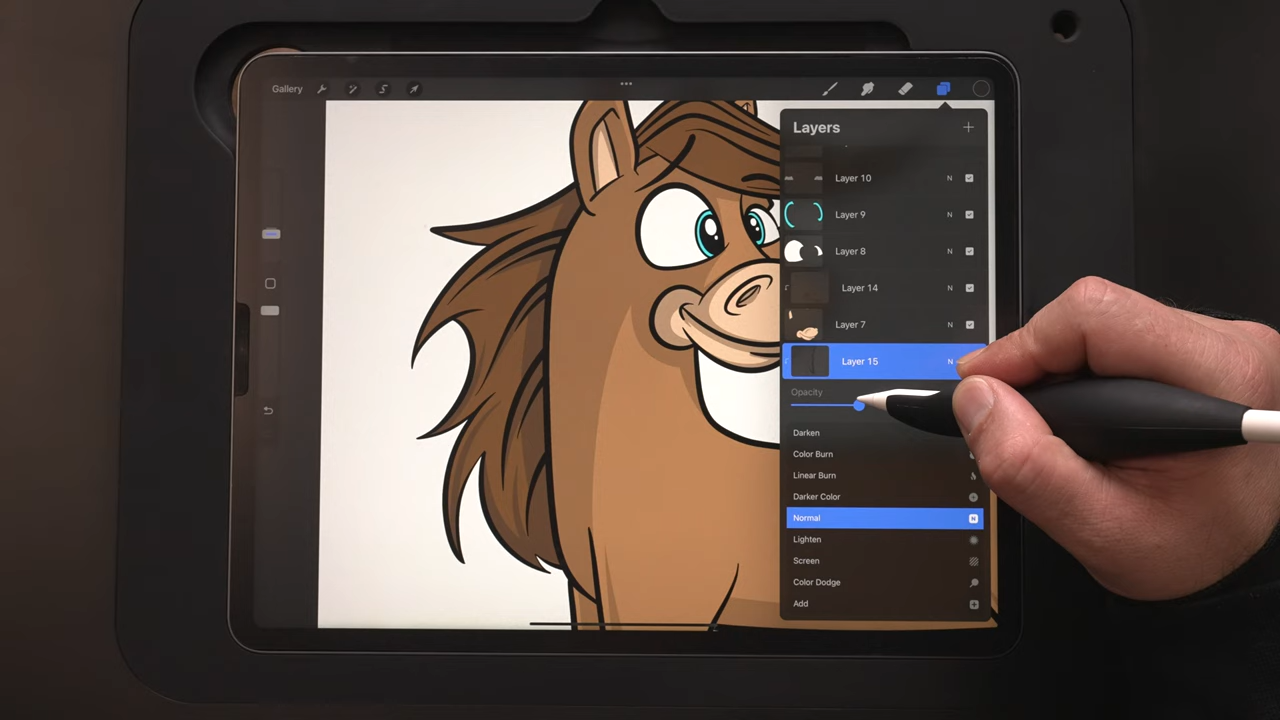 Gallery
Layers
Layer 10 N
Layer 9 N
Layer 8 N
Layer 14 N
Layer 7 N
Layer 15 N
Opacity
Darken
Color Burn
Linear Burn
Darker Color
Normal N
Lighten
Screen
Color Dodge
Add